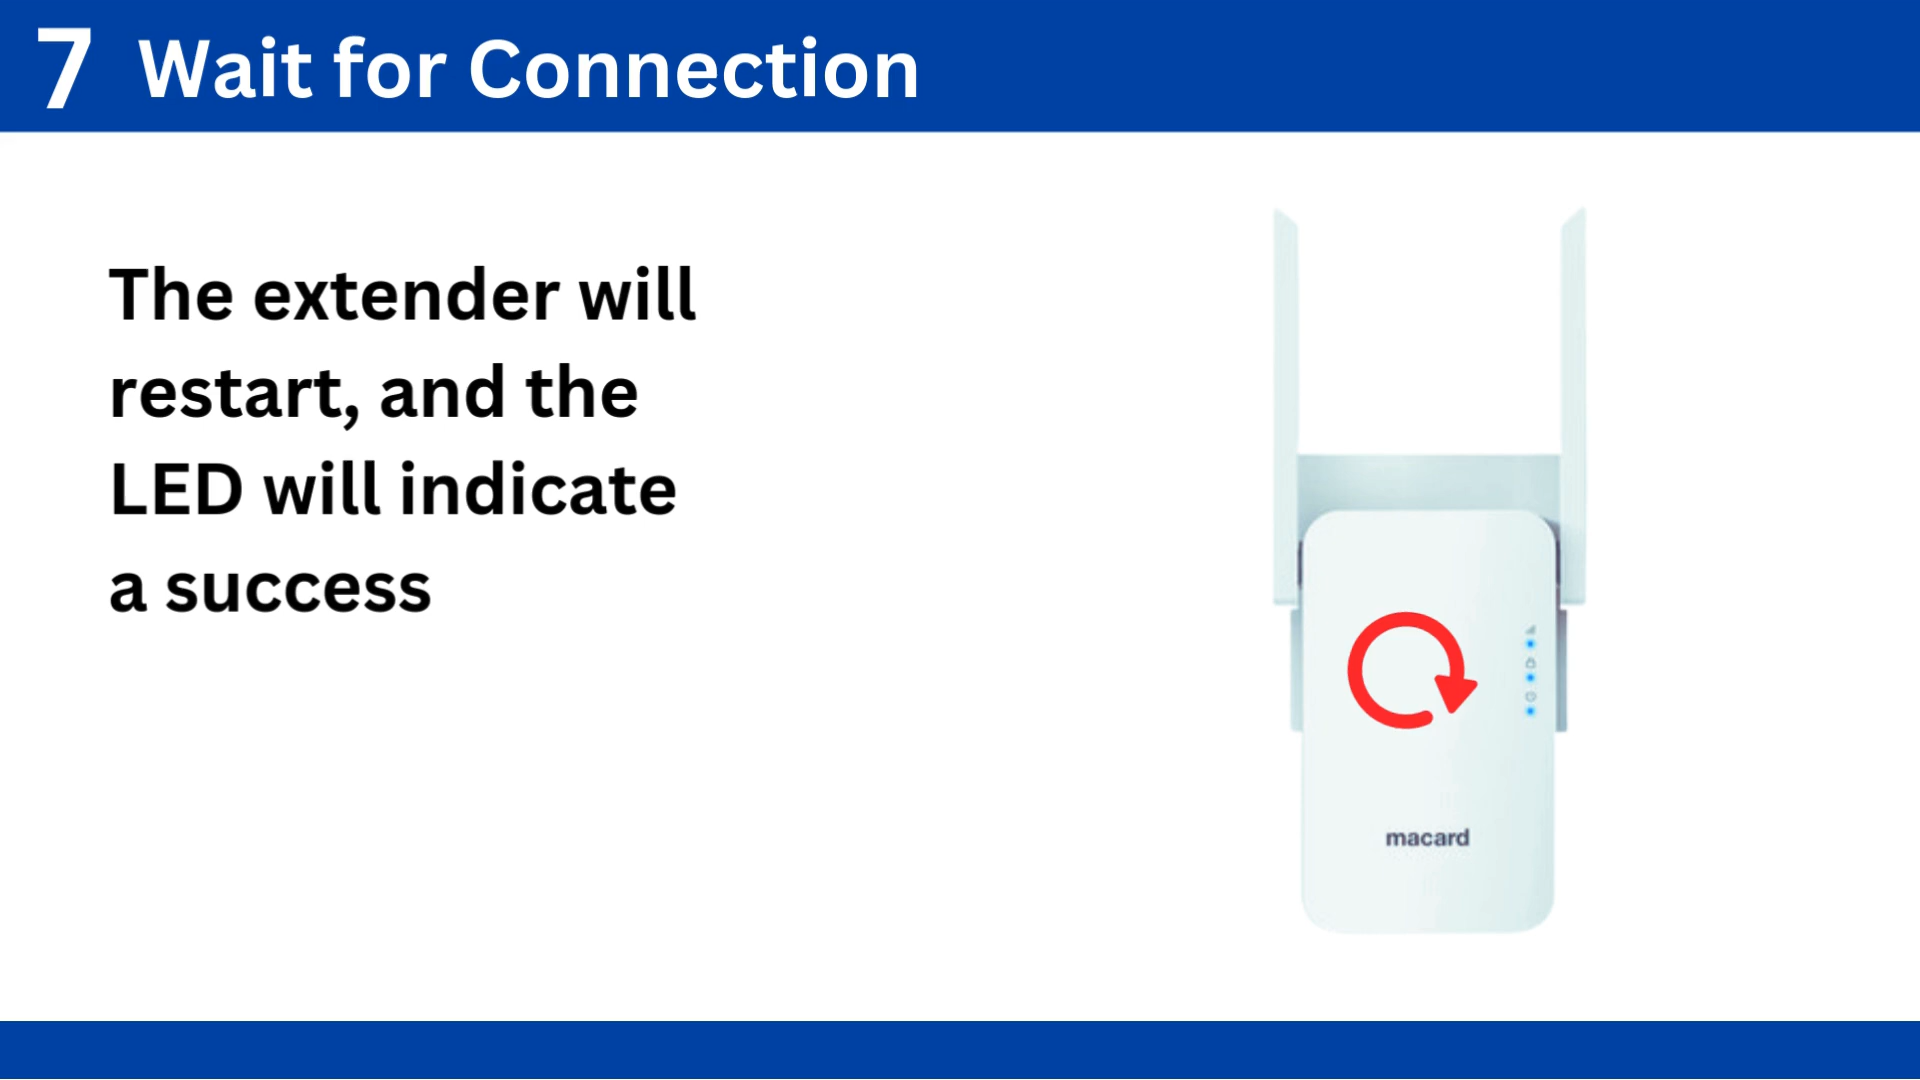 7 Wait for Connection
The extender will
restart, and the
LED will indicate
a success
macard